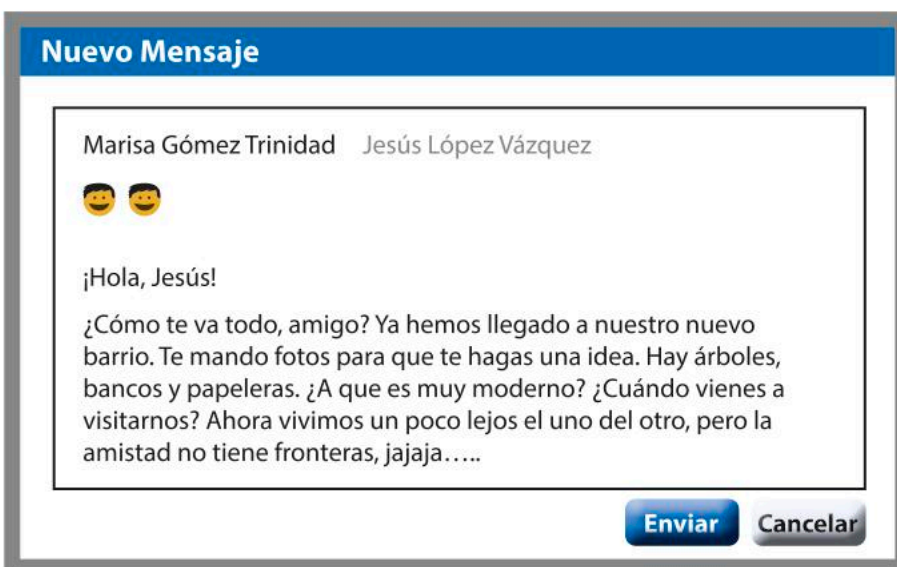 Nuevo Mensaje
Marisa Gómez Trinidad Jesús López Vázquez
¡Hola, Jesús!
¿Cómo te va todo, amigo? Ya hemos llegado a nuestro nuevo
barrio. Te mando fotos para que te hagas una idea. Hay árboles,
bancos y papeleras. ¿A que es muy moderno? ¿Cuándo vienes a
visitarnos? Ahora vivimos un poco lejos el uno del otro, pero la
amistad no tiene fronteras, jajaja…..
Enviar Cancelar